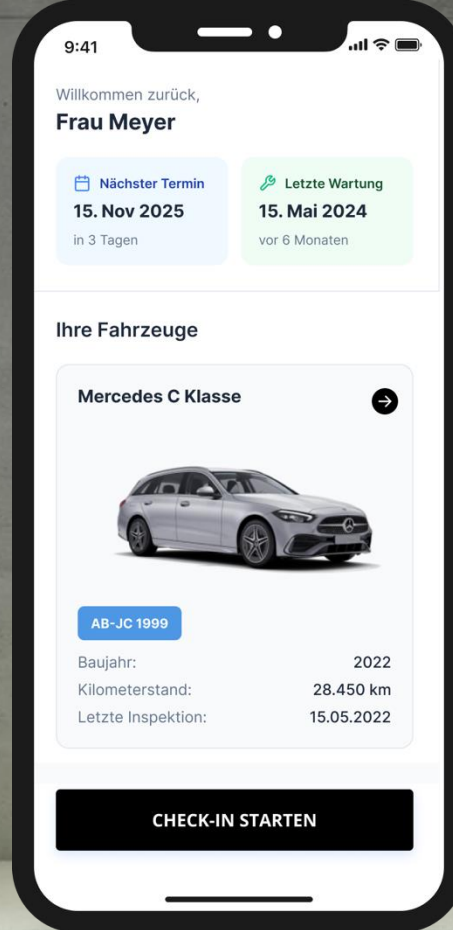 9:41
Willkommen zurück,
Frau Meyer
Nächster Termin
15. Nov 2025
in 3 Tagen
Letzte Wartung
15. Mai 2024
vor 6 Monaten
Ihre Fahrzeuge
Mercedes C Klasse
AB-JC 1999
Baujahr: 2022
Kilometerstand: 28.450 km
Letzte Inspektion: 15.05.2022
CHECK-IN STARTEN